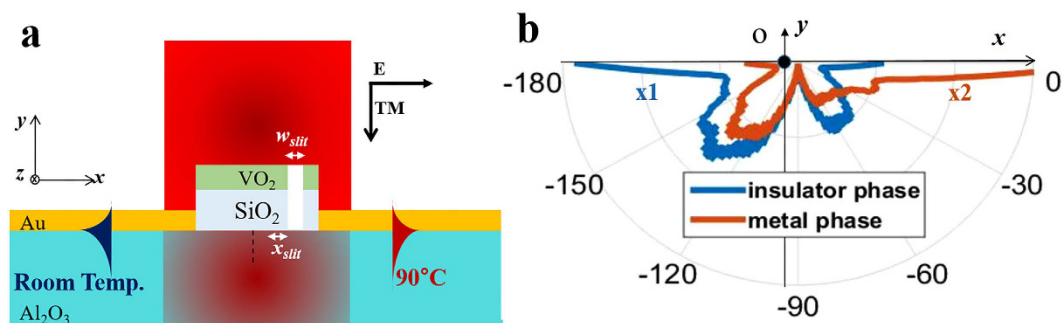 a
E
TM
y
z
x
w_slit
VO₂
SiO₂
Au
x_slit
Room Temp.
90°C
Al₂O₃
b
O
y
x
-180
x1
x2
0
-150
-30
insulator phase
metal phase
-120
-60
-90